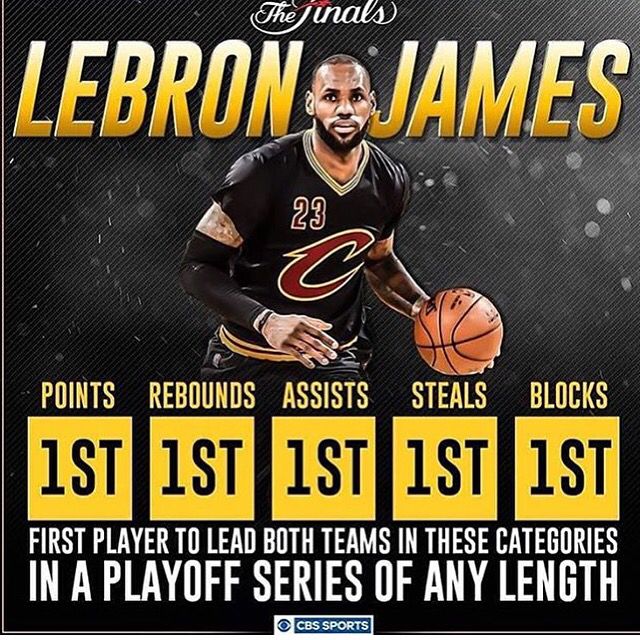 The Finals
LEBRON JAMES
23
C
POINTS REBOUNDS ASSISTS STEALS BLOCKS
1ST 1ST 1ST 1ST 1ST
FIRST PLAYER TO LEAD BOTH TEAMS IN THESE CATEGORIES
IN A PLAYOFF SERIES OF ANY LENGTH
CBS SPORTS